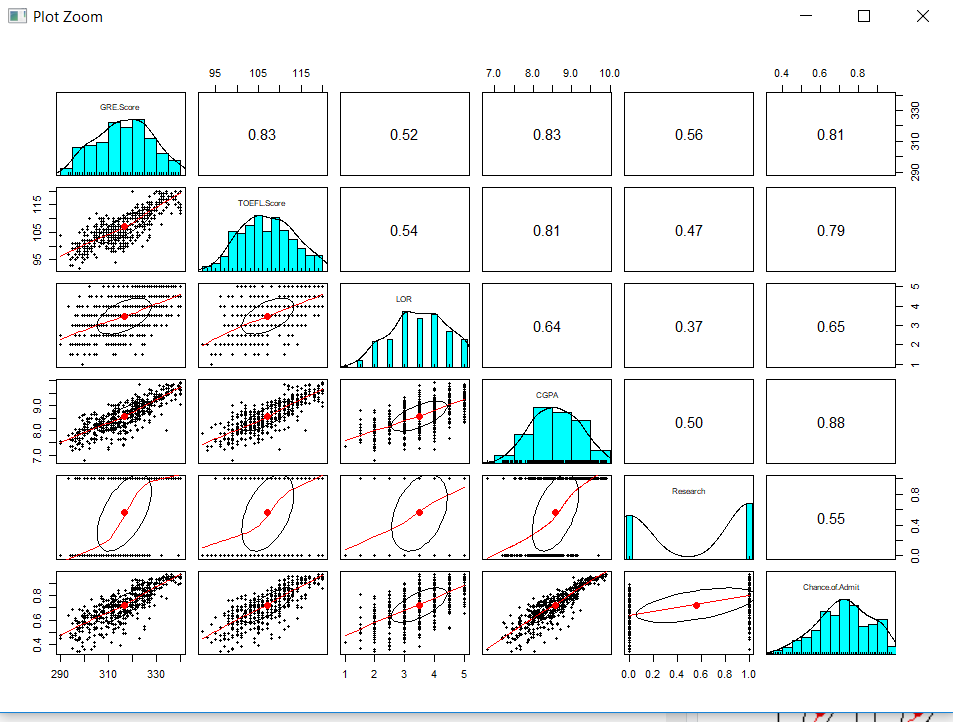 Plot Zoom
95 105 115 7.0 8.0 9.0 10.0 0.4 0.6 0.8
GRE.Score 0.83 0.52 0.83 0.56 0.81 290 310 330
95 105 115 TOEFL.Score 0.54 0.81 0.47 0.79
LOR 0.64 0.37 0.65 1 2 3 4 5
7.0 8.0 9.0 CGPA 0.50 0.88
Research 0.55 0.0 0.4 0.8
0.4 0.6 0.8 Chance.of.Admit
290 310 330 1 2 3 4 5 0.0 0.2 0.4 0.6 0.8 1.0